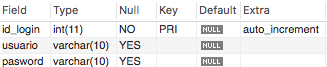 Field Type Null Key Default Extra
id_login int(11) NO PRI NULL auto_increment
usuario varchar(10) YES NULL
pasword varchar(10) YES NULL